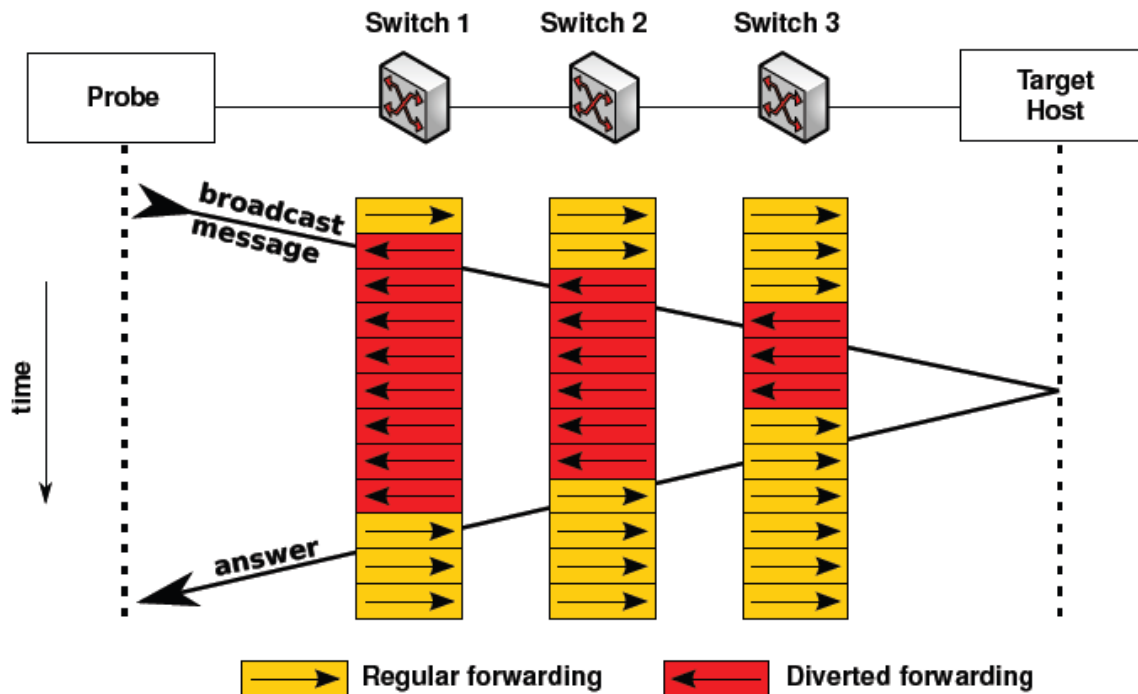 Switch 1
Switch 2
Switch 3
Probe
Target
Host
broadcast
message
time
answer
Regular forwarding
Diverted forwarding